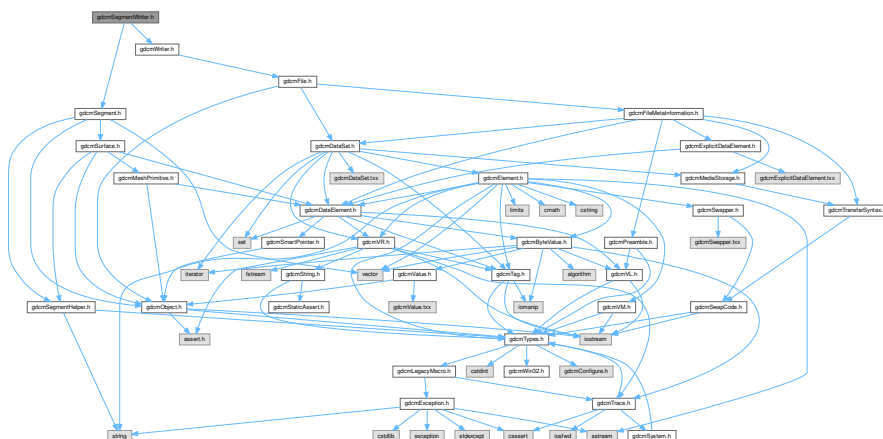 gdcmSegmentWriter.h
gdcmWriter.h
gdcmFile.h
gdcmSegment.h
gdcmFileMetaInformation.h
gdcmSurface.h
gdcmDataSet.h
gdcmExplicitDataElement.h
gdcmMeshPrimitive.h
gdcmDataSet.txx
gdcmElement.h
gdcmMediaStorage.h
gdcmExplicitDataElement.txx
gdcmDataElement.h
limits
cmath
cstring
gdcmSwapper.h
gdcmTransferSyntax.h
set
gdcmSmartPointer.h
gdcmVR.h
gdcmByteValue.h
gdcmPreamble.h
gdcmSwapper.txx
iterator
fstream
gdcmString.h
vector
gdcmValue.h
gdcmTag.h
algorithm
gdcmVL.h
gdcmSegmentHelper.h
gdcmObject.h
gdcmStaticAssert.h
gdcmValue.txx
iomanip
gdcmVM.h
gdcmSwapCode.h
assert.h
gdcmTypes.h
iostream
gdcmLegacyMacro.h
cstdint
gdcmWin32.h
gdcmConfigure.h
gdcmException.h
gdcmTrace.h
string
cstdlib
exception
stdexcept
cassert
iosfwd
sstream
gdcmSystem.h